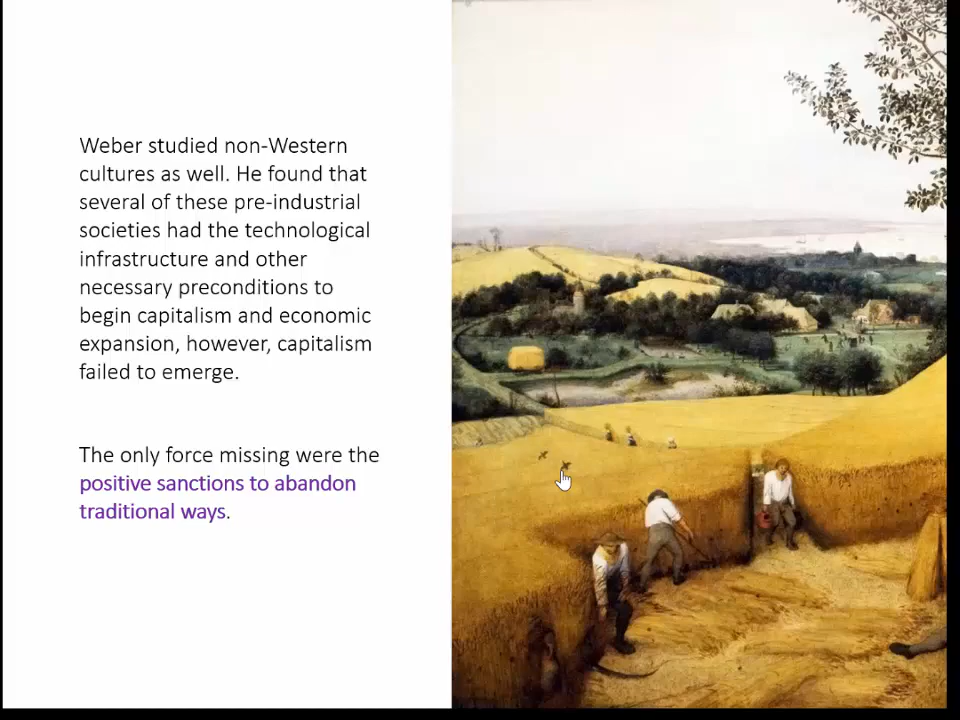 Weber studied non-Western
cultures as well. He found that
several of these pre-industrial
societies had the technological
infrastructure and other
necessary preconditions to
begin capitalism and economic
expansion, however, capitalism
failed to emerge.
The only force missing were the
positive sanctions to abandon
traditional ways.